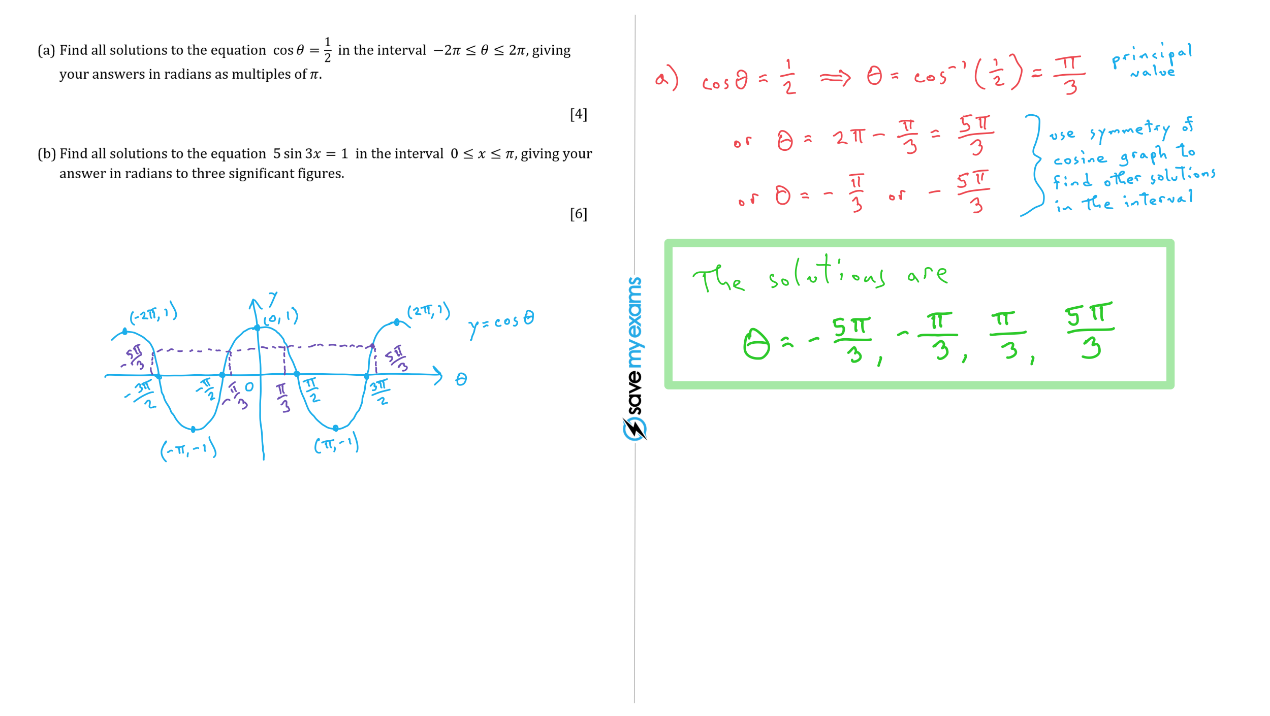 (a) Find all solutions to the equation cos θ = 1/2 in the interval −2π ≤ θ ≤ 2π, giving
your answers in radians as multiples of π.
[4]
(b) Find all solutions to the equation 5 sin 3x = 1 in the interval 0 ≤ x ≤ π, giving your
answer in radians to three significant figures.
[6]
(-2π, 1)
y
(0, 1)
(2π, 1)
y = cos θ
-5π/3
5π/3
-3π/2
-π/2
-π/3
0
π/3
π/2
3π/2
θ
(-π, -1)
(π, -1)
savemyexams
a) cosθ = 1/2 ⟹ θ = cos⁻¹(1/2) = π/3
principal
value
or θ = 2π - π/3 = 5π/3
or θ = - π/3 or - 5π/3
use symmetry of
cosine graph to
find other solutions
in the interval
The solutions are
θ = - 5π/3, - π/3, π/3, 5π/3